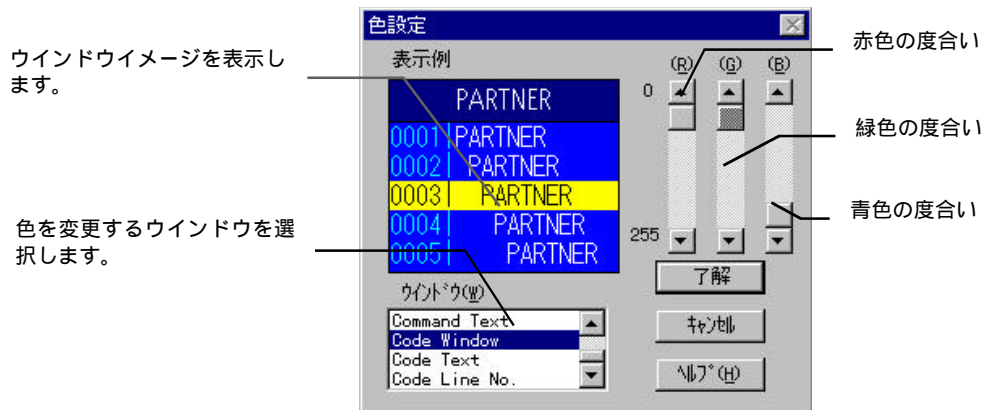 色設定
ウインドウイメージを表示し
ます。
表示例
PARTNER
0001 PARTNER
0002 PARTNER
0003 PARTNER
0004 PARTNER
0005 PARTNER
(R) (G) (B)
0
255
赤色の度合い
緑色の度合い
青色の度合い
色を変更するウインドウを選
択します。
ｳｲﾝﾄﾞｳ(W)
Command Text
Code Window
Code Text
Code Line No.
了解
ｷｬﾝｾﾙ
ﾍﾙﾌﾟ(H)